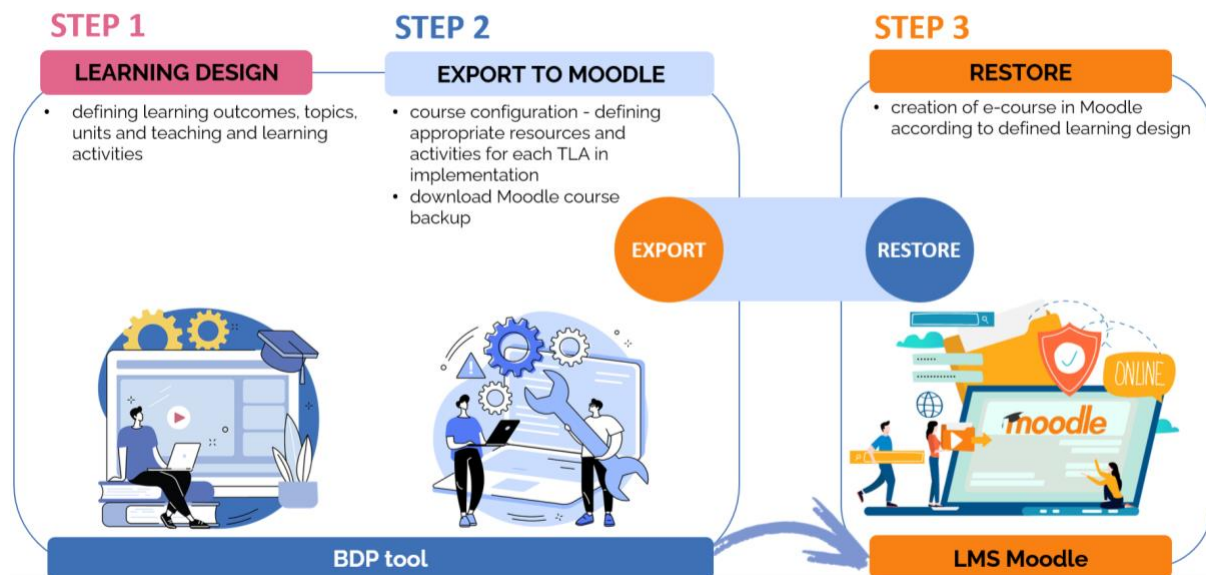 STEP 1
LEARNING DESIGN
• defining learning outcomes, topics,
units and teaching and learning
activities
STEP 2
EXPORT TO MOODLE
• course configuration - defining
appropriate resources and
activities for each TLA in
implementation
• download Moodle course
backup
STEP 3
RESTORE
• creation of e-course in Moodle
according to defined learning design
EXPORT
RESTORE
ONLINE
moodle
BDP tool
LMS Moodle